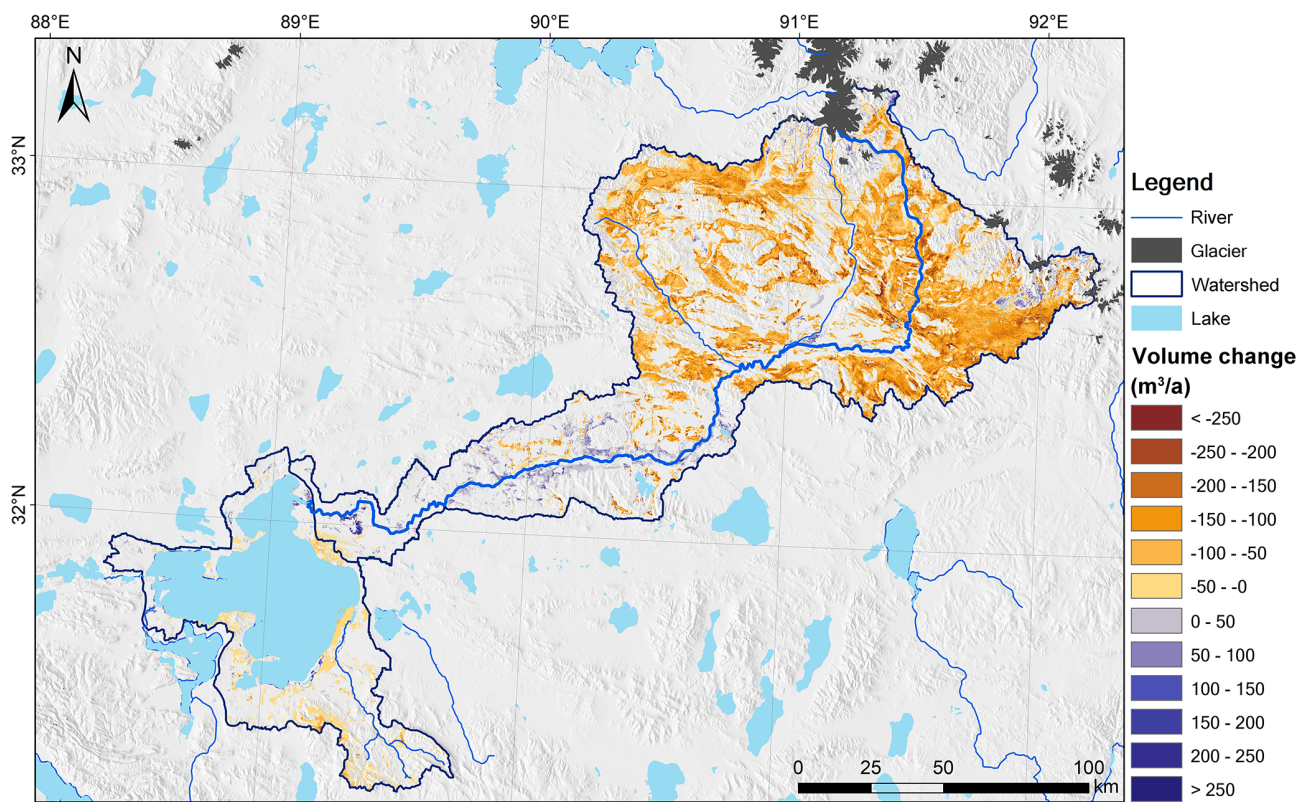 88°E 89°E 90°E 91°E 92°E
N
33°N
32°N
Legend
River
Glacier
Watershed
Lake
Volume change
(m³/a)
< -250
-250 - -200
-200 - -150
-150 - -100
-100 - -50
-50 - -0
0 - 50
50 - 100
100 - 150
150 - 200
200 - 250
> 250
0 25 50 100
km